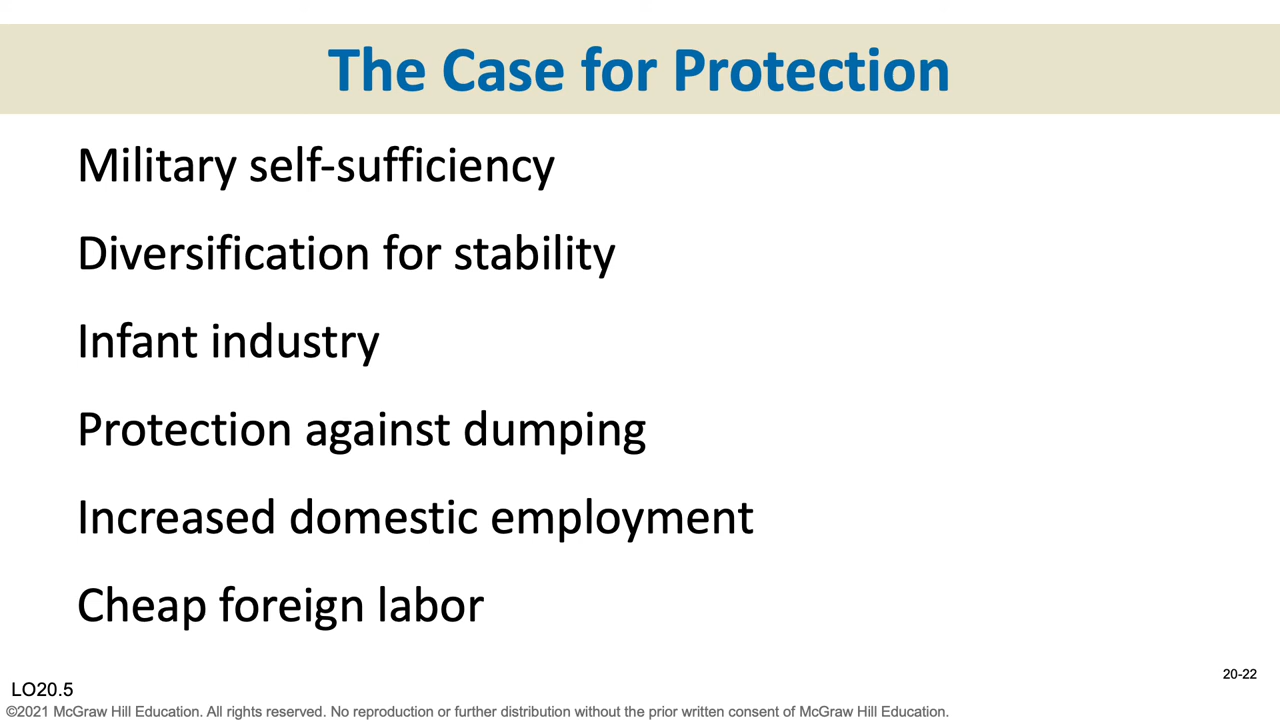 The Case for Protection
Military self-sufficiency
Diversification for stability
Infant industry
Protection against dumping
Increased domestic employment
Cheap foreign labor
20-22
LO20.5
©2021 McGraw Hill Education. All rights reserved. No reproduction or further distribution without the prior written consent of McGraw Hill Education.